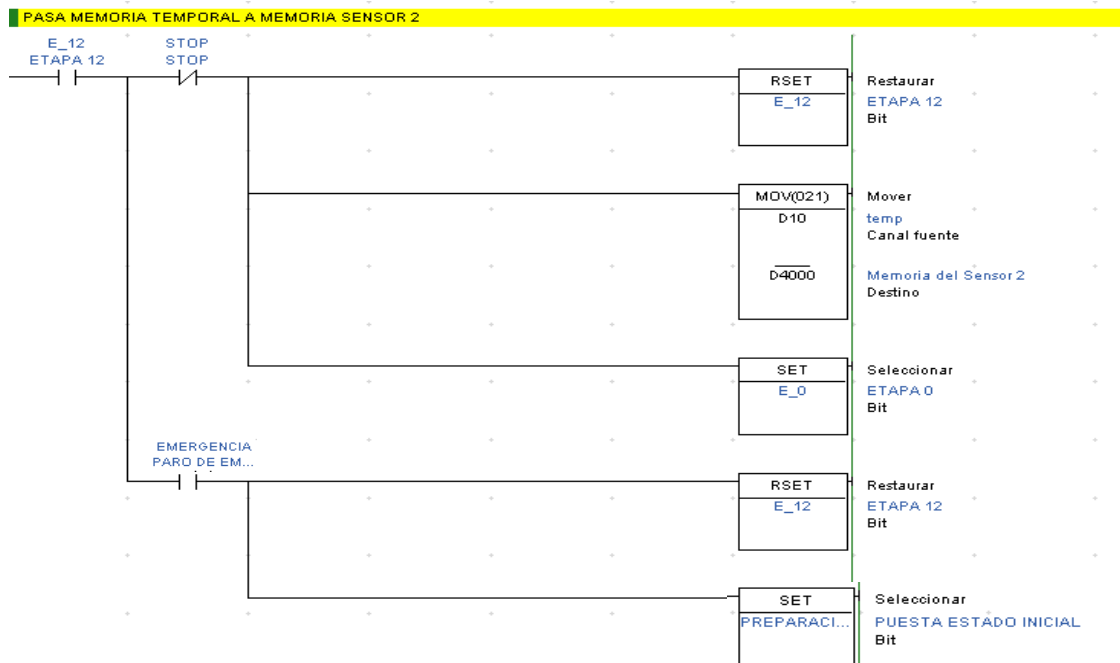 PASA MEMORIA TEMPORAL A MEMORIA SENSOR 2
E_12
ETAPA 12
STOP
STOP
RSET
E_12
Restaurar
ETAPA 12
Bit
MOV(021)
D10
Mover
temp
Canal fuente
D4000
Memoria del Sensor 2
Destino
SET
E_0
Seleccionar
ETAPA 0
Bit
EMERGENCIA
PARO DE EM...
RSET
E_12
Restaurar
ETAPA 12
Bit
SET
PREPARACI...
Seleccionar
PUESTA ESTADO INICIAL
Bit